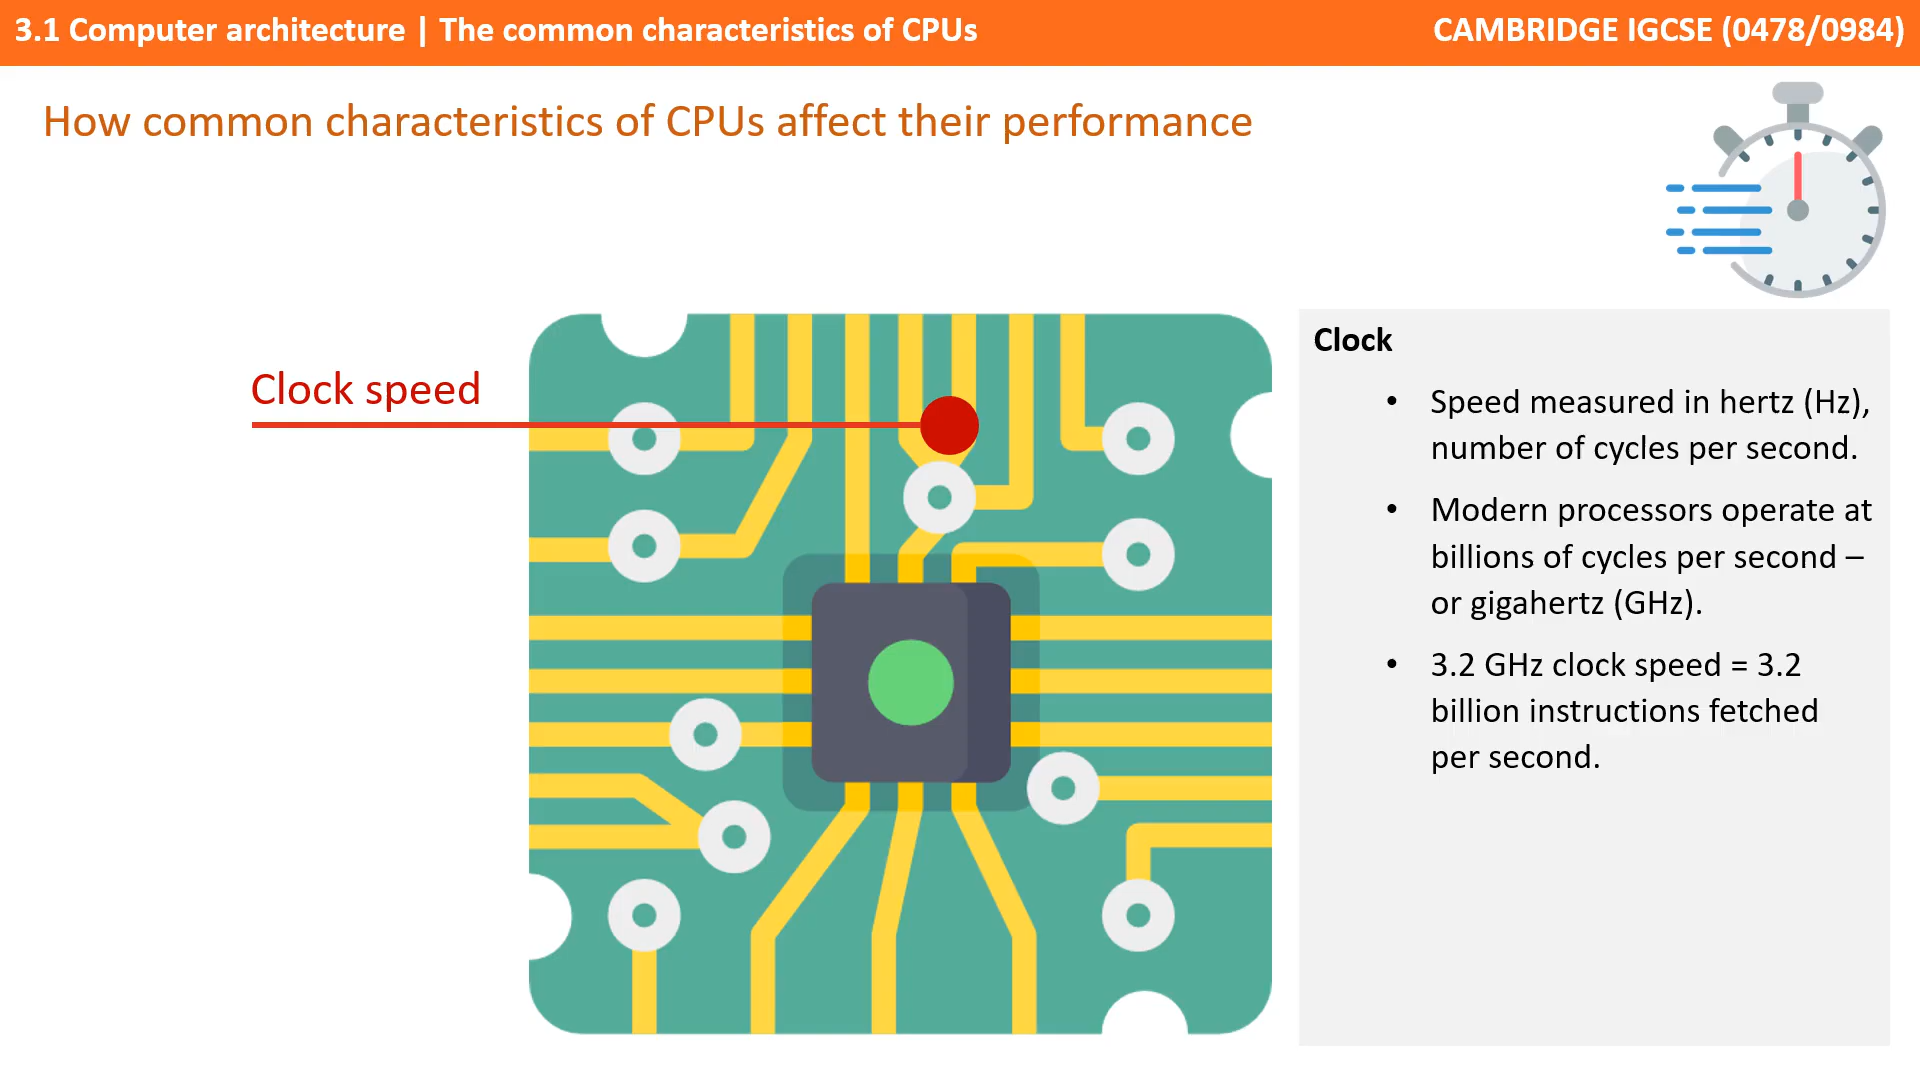 3.1 Computer architecture | The common characteristics of CPUs
CAMBRIDGE IGCSE (0478/0984)
How common characteristics of CPUs affect their performance
Clock speed
Clock
• Speed measured in hertz (Hz),
number of cycles per second.
• Modern processors operate at
billions of cycles per second –
or gigahertz (GHz).
• 3.2 GHz clock speed = 3.2
billion instructions fetched
per second.